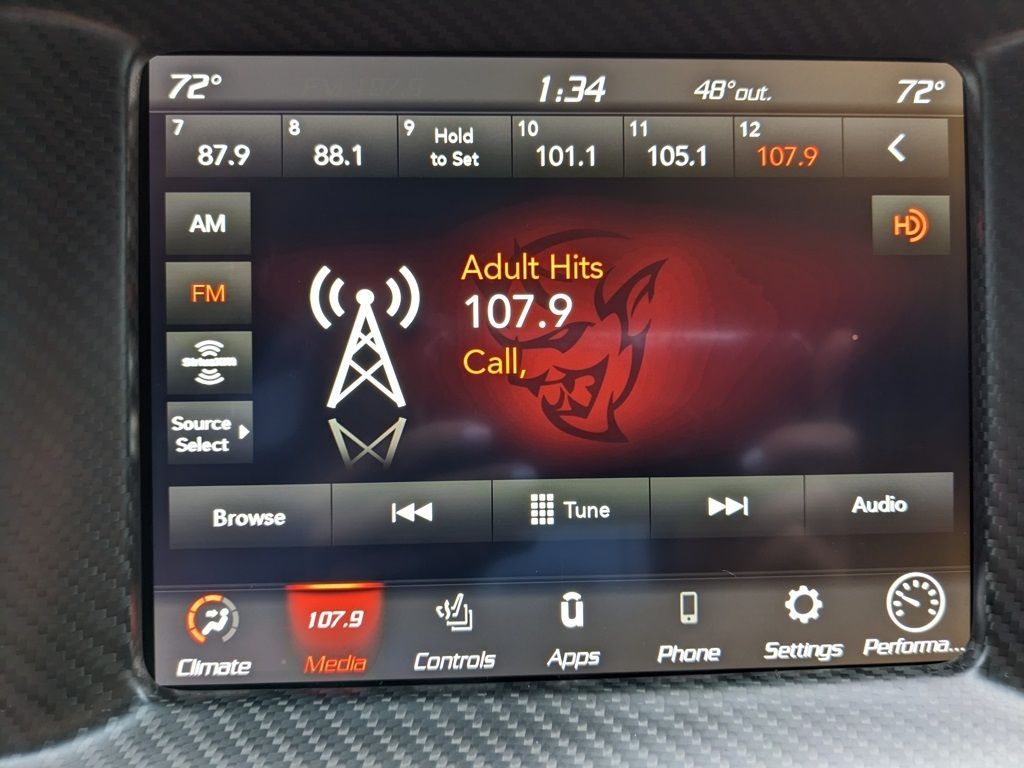 72°
1:34
48°out.
72°
7
87.9
8
88.1
9
Hold
to Set
10
101.1
11
105.1
12
107.9
AM
HD
FM
SiriusXM
Source
Select
Adult Hits
107.9
Call,
Browse
Tune
Audio
Climate
107.9
Media
Controls
Apps
Phone
Settings
Performa...